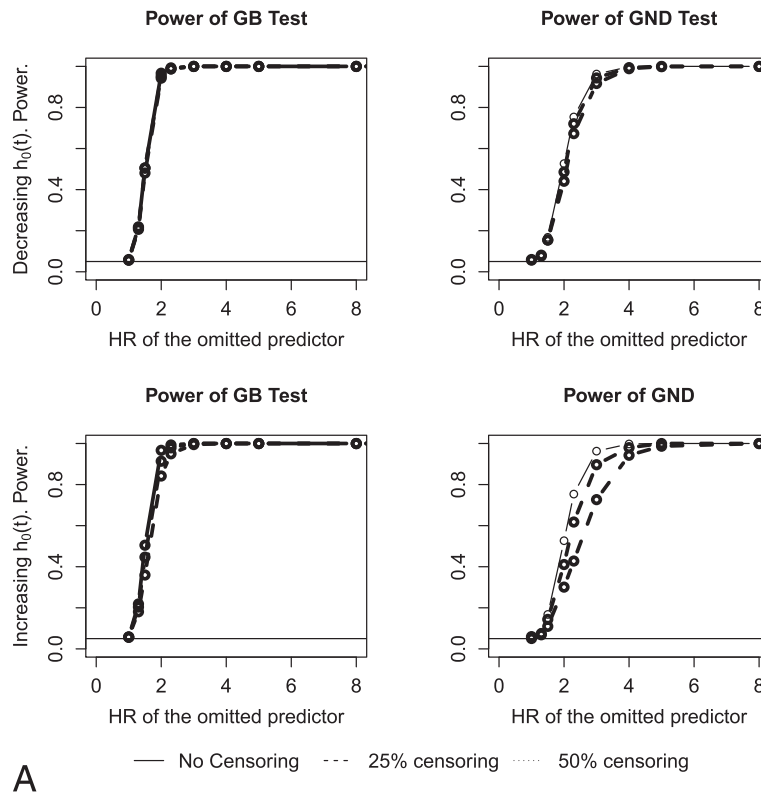 Power of GB Test
Power of GND Test
Decreasing h₀(t). Power.
0.0 0.4 0.8
0 2 4 6 8
HR of the omitted predictor
0.0 0.4 0.8
0 2 4 6 8
HR of the omitted predictor
Power of GB Test
Power of GND
Increasing h₀(t). Power.
0.0 0.4 0.8
0 2 4 6 8
HR of the omitted predictor
0.0 0.4 0.8
0 2 4 6 8
HR of the omitted predictor
No Censoring 25% censoring 50% censoring
A